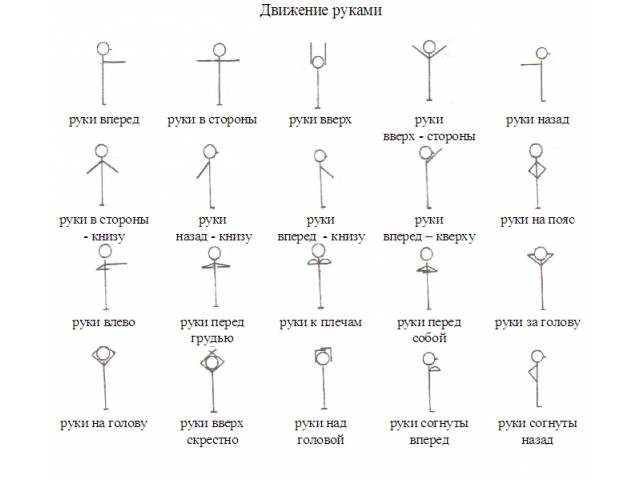 Движение руками
руки вперед
руки в стороны
руки вверх
руки
вверх - стороны
руки назад
руки в стороны
- книзу
руки
назад - книзу
руки
вперед - книзу
руки
вперед – кверху
руки на пояс
руки влево
руки перед
грудью
руки к плечам
руки перед
собой
руки за голову
руки на голову
руки вверх
скрестно
руки над
головой
руки согнуты
вперед
руки согнуты
назад